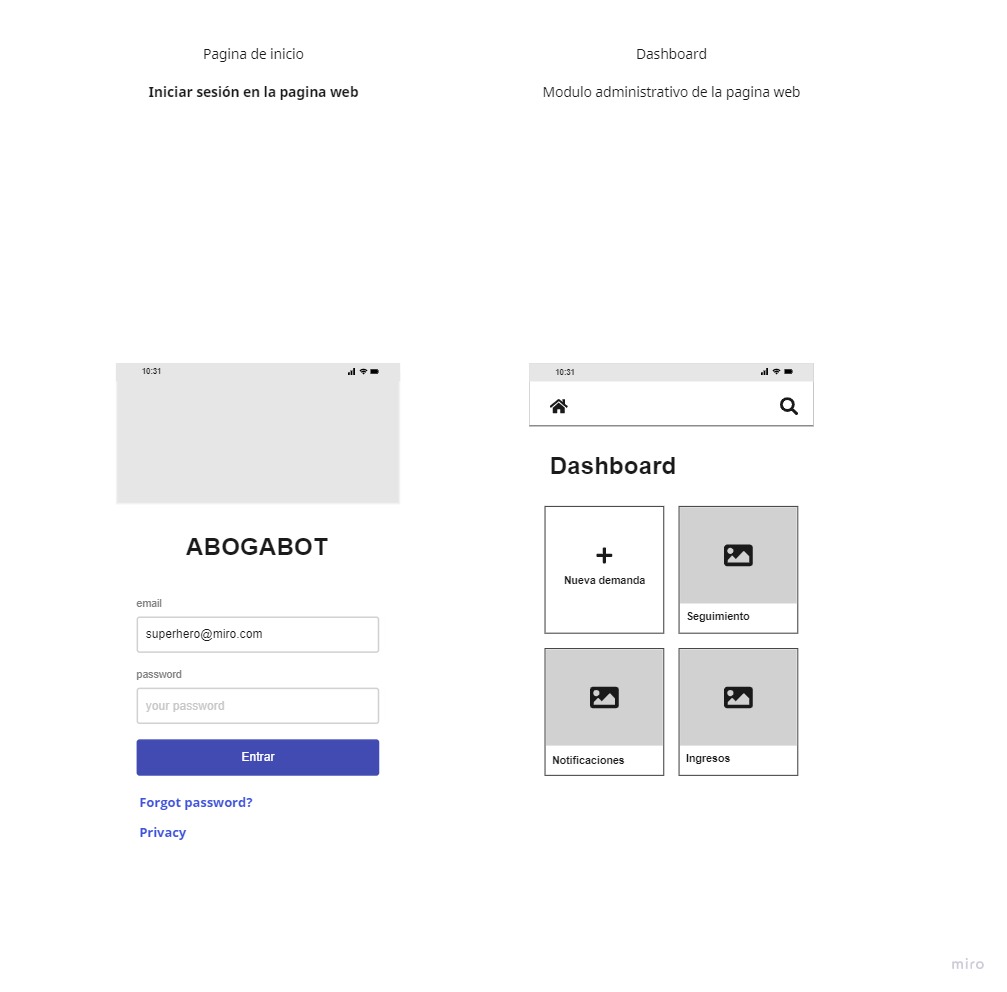 Pagina de inicio
Iniciar sesión en la pagina web
Dashboard
Modulo administrativo de la pagina web
10:31
ABOGABOT
email
superhero@miro.com
password
your password
Entrar
Forgot password?
Privacy
10:31
Dashboard
Nueva demanda
Seguimiento
Notificaciones
Ingresos
miro